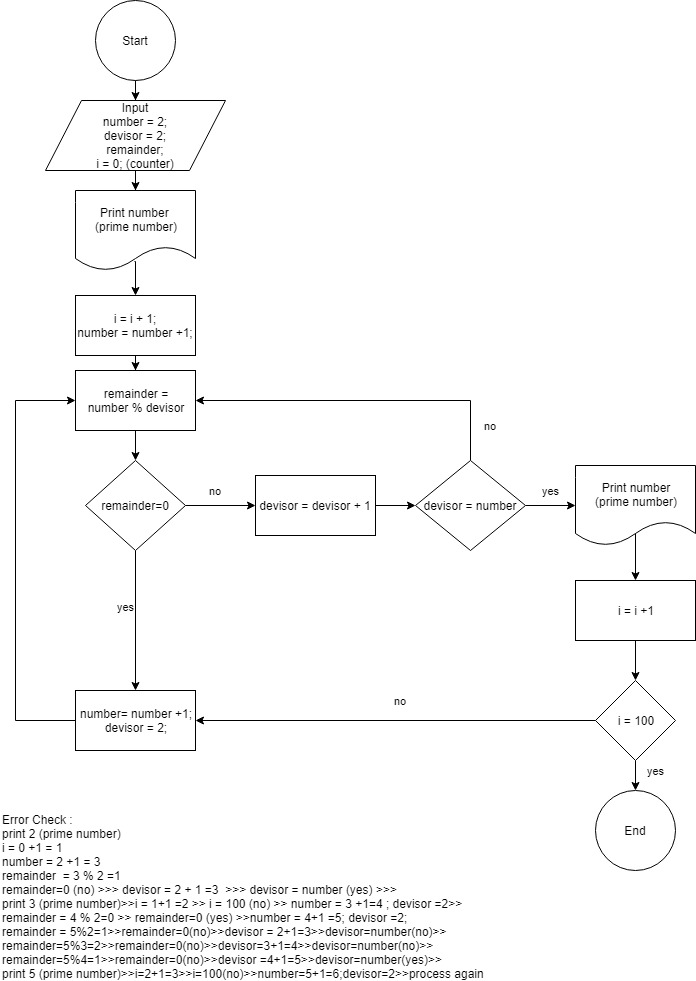 Start
Input
number = 2;
devisor = 2;
remainder;
i = 0; (counter)
Print number
(prime number)
i = i + 1;
number = number +1;
remainder =
number % devisor
no
remainder=0
no
devisor = devisor + 1
devisor = number
yes
Print number
(prime number)
yes
i = i +1
number= number +1;
devisor = 2;
no
i = 100
yes
End
Error Check :
print 2 (prime number)
i = 0 +1 = 1
number = 2 +1 = 3
remainder  = 3 % 2 =1
remainder=0 (no) >>> devisor = 2 + 1 =3  >>> devisor = number (yes) >>>
print 3 (prime number)>>i = 1+1 =2 >> i = 100 (no) >> number = 3 +1=4 ; devisor =2>>
remainder = 4 % 2=0 >> remainder=0 (yes) >>number = 4+1 =5; devisor =2;
remainder = 5%2=1>>remainder=0(no)>>devisor = 2+1=3>>devisor=number(no)>>
remainder=5%3=2>>remainder=0(no)>>devisor=3+1=4>>devisor=number(no)>>
remainder=5%4=1>>remainder=0(no)>>devisor =4+1=5>>devisor=number(yes)>>
print 5 (prime number)>>i=2+1=3>>i=100(no)>>number=5+1=6;devisor=2>>process again